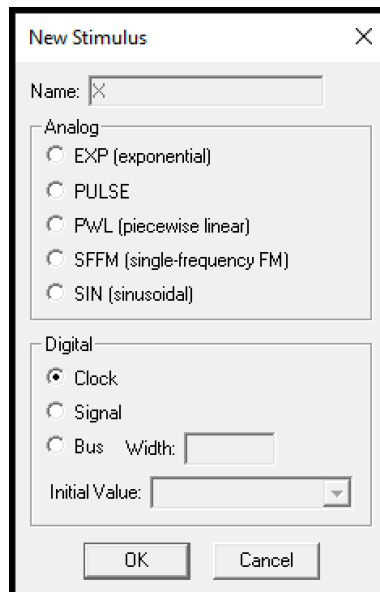 New Stimulus
Name: X
Analog
EXP (exponential)
PULSE
PWL (piecewise linear)
SFFM (single-frequency FM)
SIN (sinusoidal)
Digital
Clock
Signal
Bus Width:
Initial Value:
OK Cancel